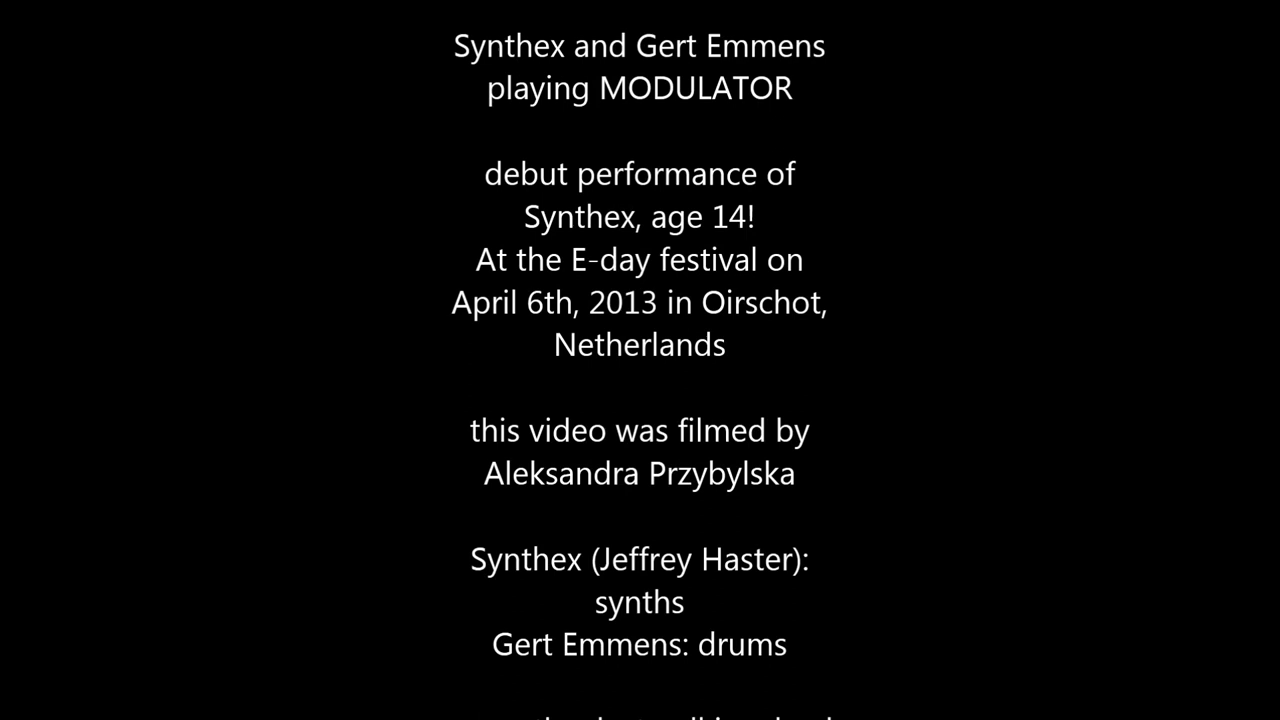 Synthex and Gert Emmens
playing MODULATOR
debut performance of
Synthex, age 14!
At the E-day festival on
April 6th, 2013 in Oirschot,
Netherlands
this video was filmed by
Aleksandra Przybylska
Synthex (Jeffrey Haster):
synths
Gert Emmens: drums